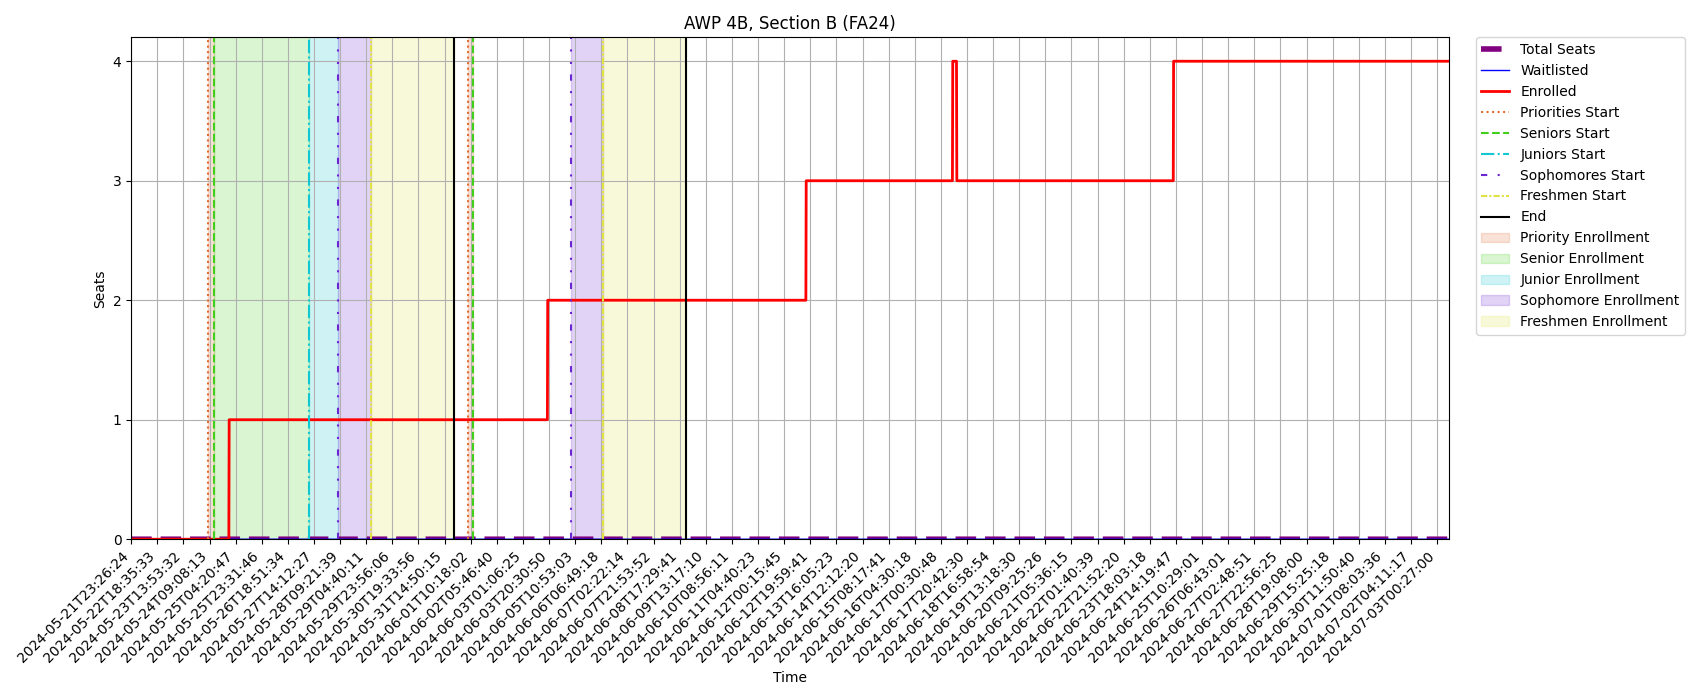 AWP 4B, Section B (FA24)
Seats
4
3
2
1
0
2024-05-21T23:26:24
2024-05-22T18:35:33
2024-05-23T13:53:32
2024-05-24T09:08:13
2024-05-25T04:20:47
2024-05-25T23:31:46
2024-05-26T18:51:34
2024-05-27T14:12:27
2024-05-28T09:21:39
2024-05-29T04:40:11
2024-05-29T23:56:06
2024-05-30T19:33:56
2024-05-31T14:50:15
2024-06-01T10:18:02
2024-06-02T05:46:40
2024-06-03T01:06:25
2024-06-03T20:30:50
2024-06-05T10:53:03
2024-06-06T06:49:18
2024-06-07T02:22:14
2024-06-07T21:53:52
2024-06-08T17:29:41
2024-06-09T13:17:10
2024-06-10T08:56:11
2024-06-11T04:40:23
2024-06-12T00:15:45
2024-06-12T19:59:41
2024-06-13T16:05:23
2024-06-14T12:12:20
2024-06-15T08:17:41
2024-06-16T04:30:18
2024-06-17T00:30:48
2024-06-17T20:42:30
2024-06-18T16:58:54
2024-06-19T13:18:30
2024-06-20T09:25:26
2024-06-21T05:36:15
2024-06-22T01:40:39
2024-06-22T21:52:20
2024-06-23T18:03:18
2024-06-24T14:19:47
2024-06-25T10:29:01
2024-06-26T06:43:01
2024-06-27T02:48:51
2024-06-27T22:56:25
2024-06-28T19:08:00
2024-06-29T15:25:18
2024-06-30T11:50:40
2024-07-01T08:03:36
2024-07-02T04:11:17
2024-07-03T00:27:00
Time
Total Seats
Waitlisted
Enrolled
Priorities Start
Seniors Start
Juniors Start
Sophomores Start
Freshmen Start
End
Priority Enrollment
Senior Enrollment
Junior Enrollment
Sophomore Enrollment
Freshmen Enrollment